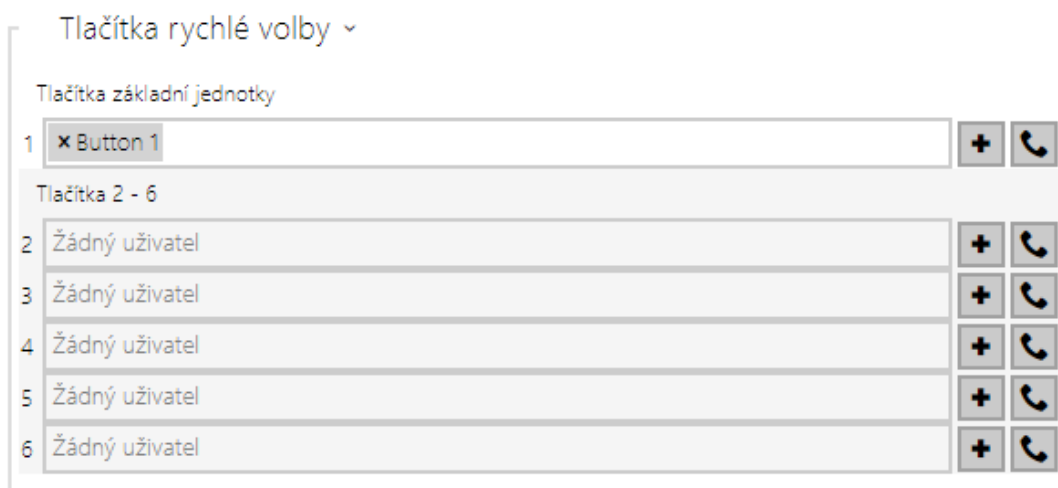 Tlačítka rychlé volby
Tlačítka základní jednotky
1 × Button 1
Tlačítka 2 - 6
2 Žádný uživatel
3 Žádný uživatel
4 Žádný uživatel
5 Žádný uživatel
6 Žádný uživatel